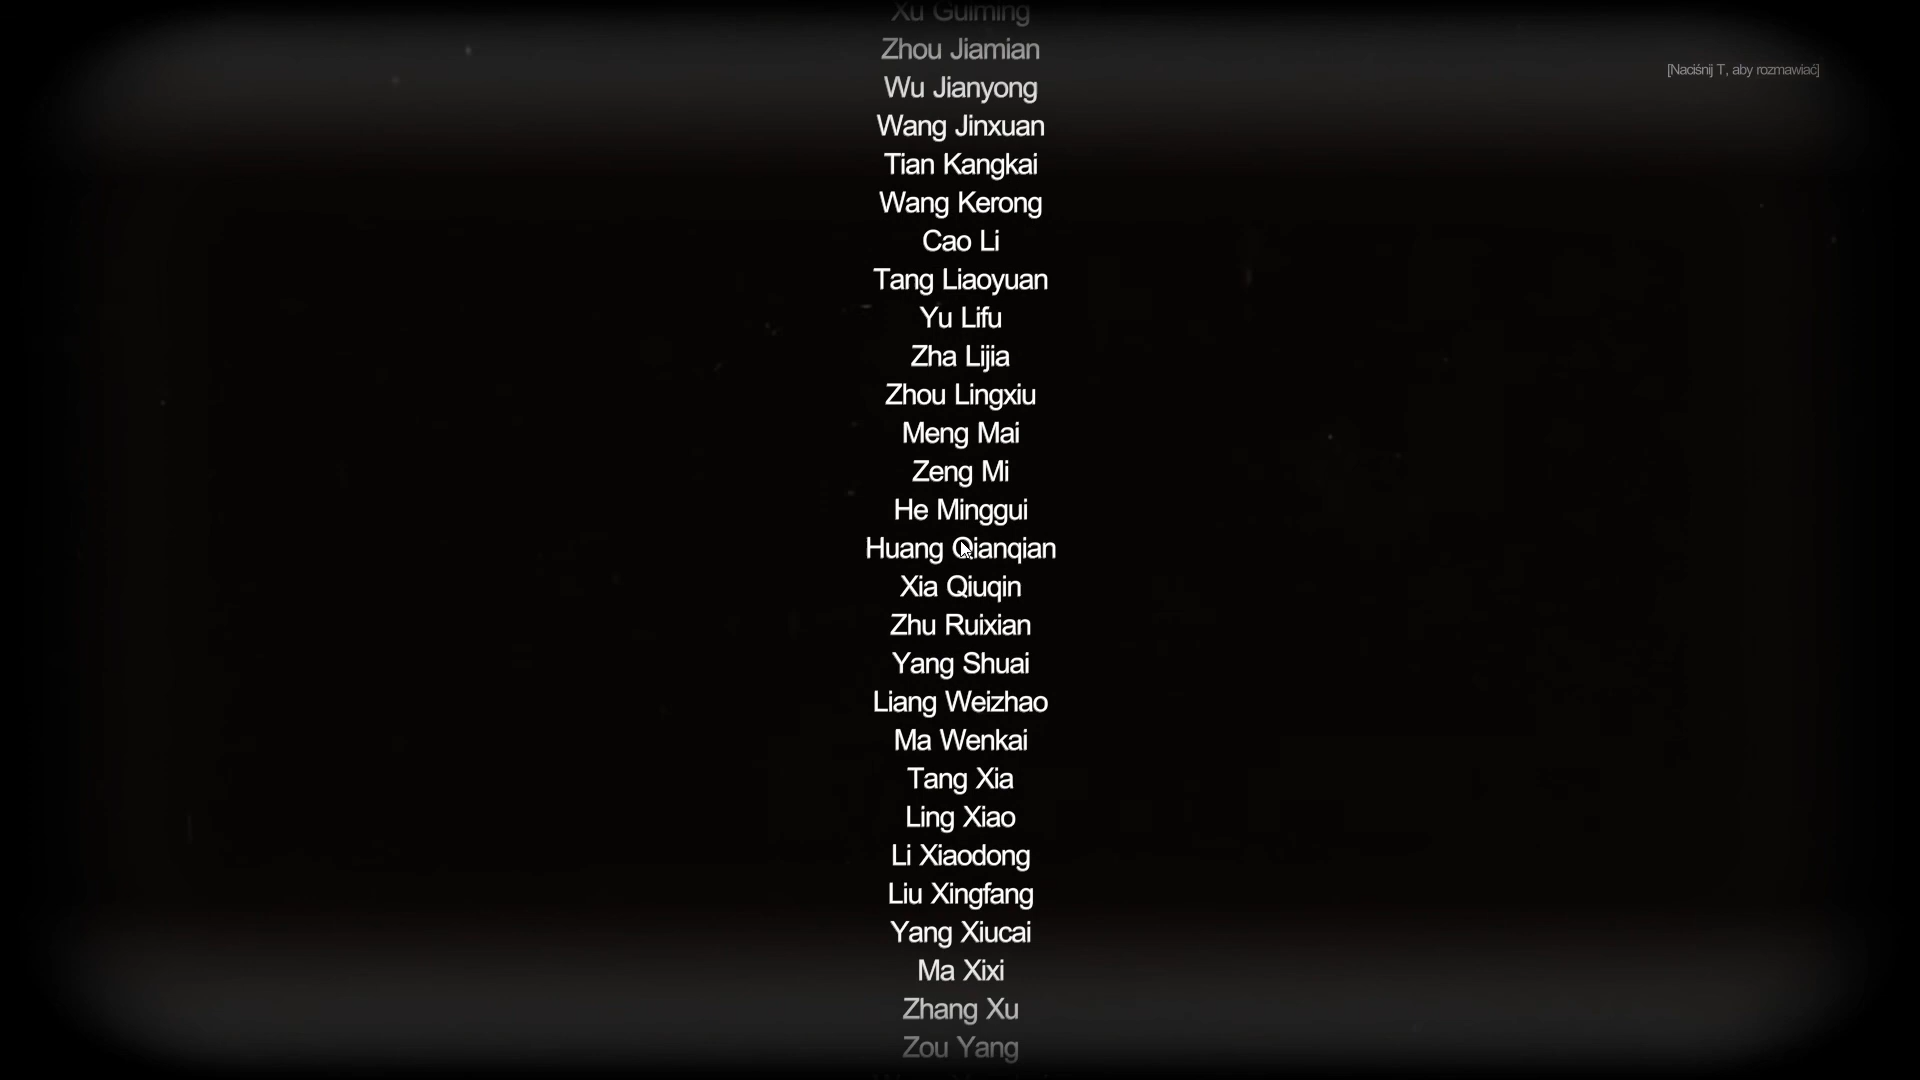 Xu Guiming
Zhou Jiamian
[Naciśnij T, aby rozmawiać]
Wu Jianyong
Wang Jinxuan
Tian Kangkai
Wang Kerong
Cao Li
Tang Liaoyuan
Yu Lifu
Zha Lijia
Zhou Lingxiu
Meng Mai
Zeng Mi
He Minggui
Huang Qianqian
Xia Qiuqin
Zhu Ruixian
Yang Shuai
Liang Weizhao
Ma Wenkai
Tang Xia
Ling Xiao
Li Xiaodong
Liu Xingfang
Yang Xiucai
Ma Xixi
Zhang Xu
Zou Yang